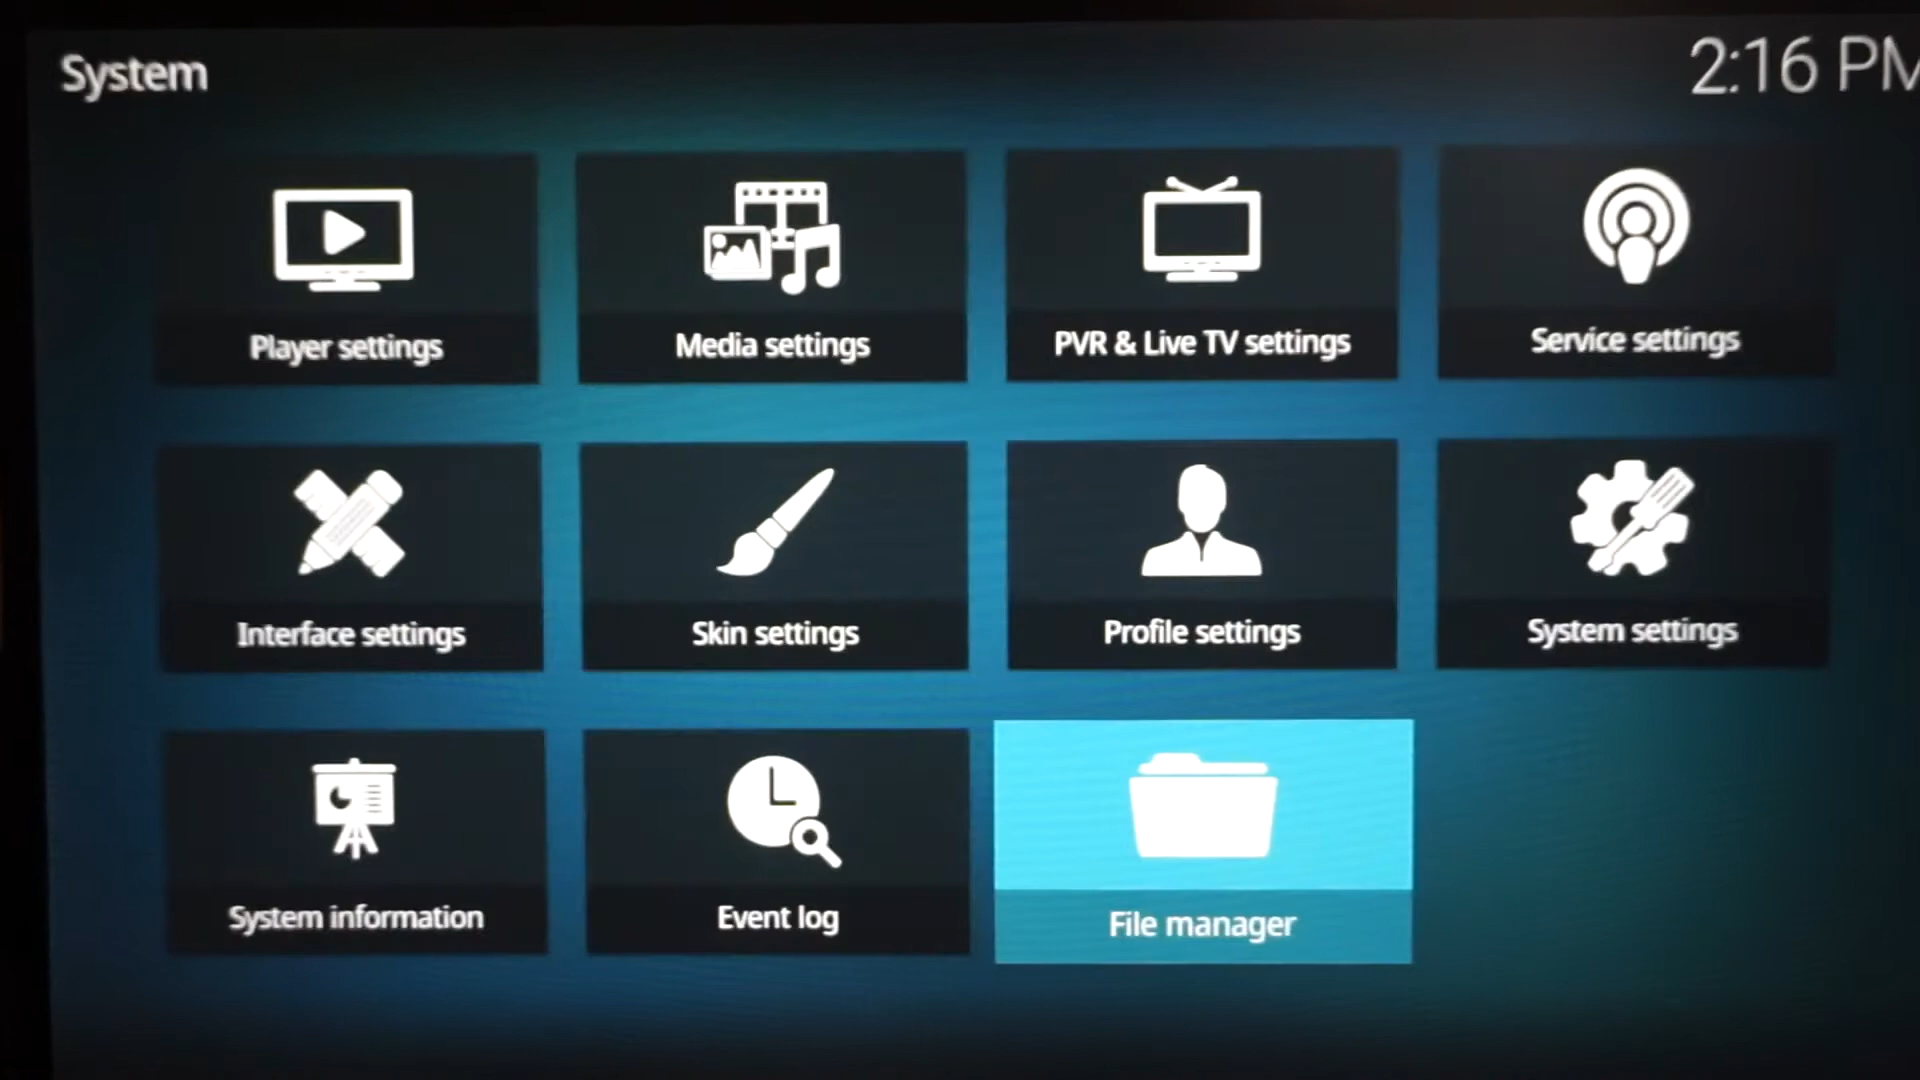 System
2:16 PM
Player settings
Media settings
PVR & Live TV settings
Service settings
Interface settings
Skin settings
Profile settings
System settings
System information
Event log
File manager